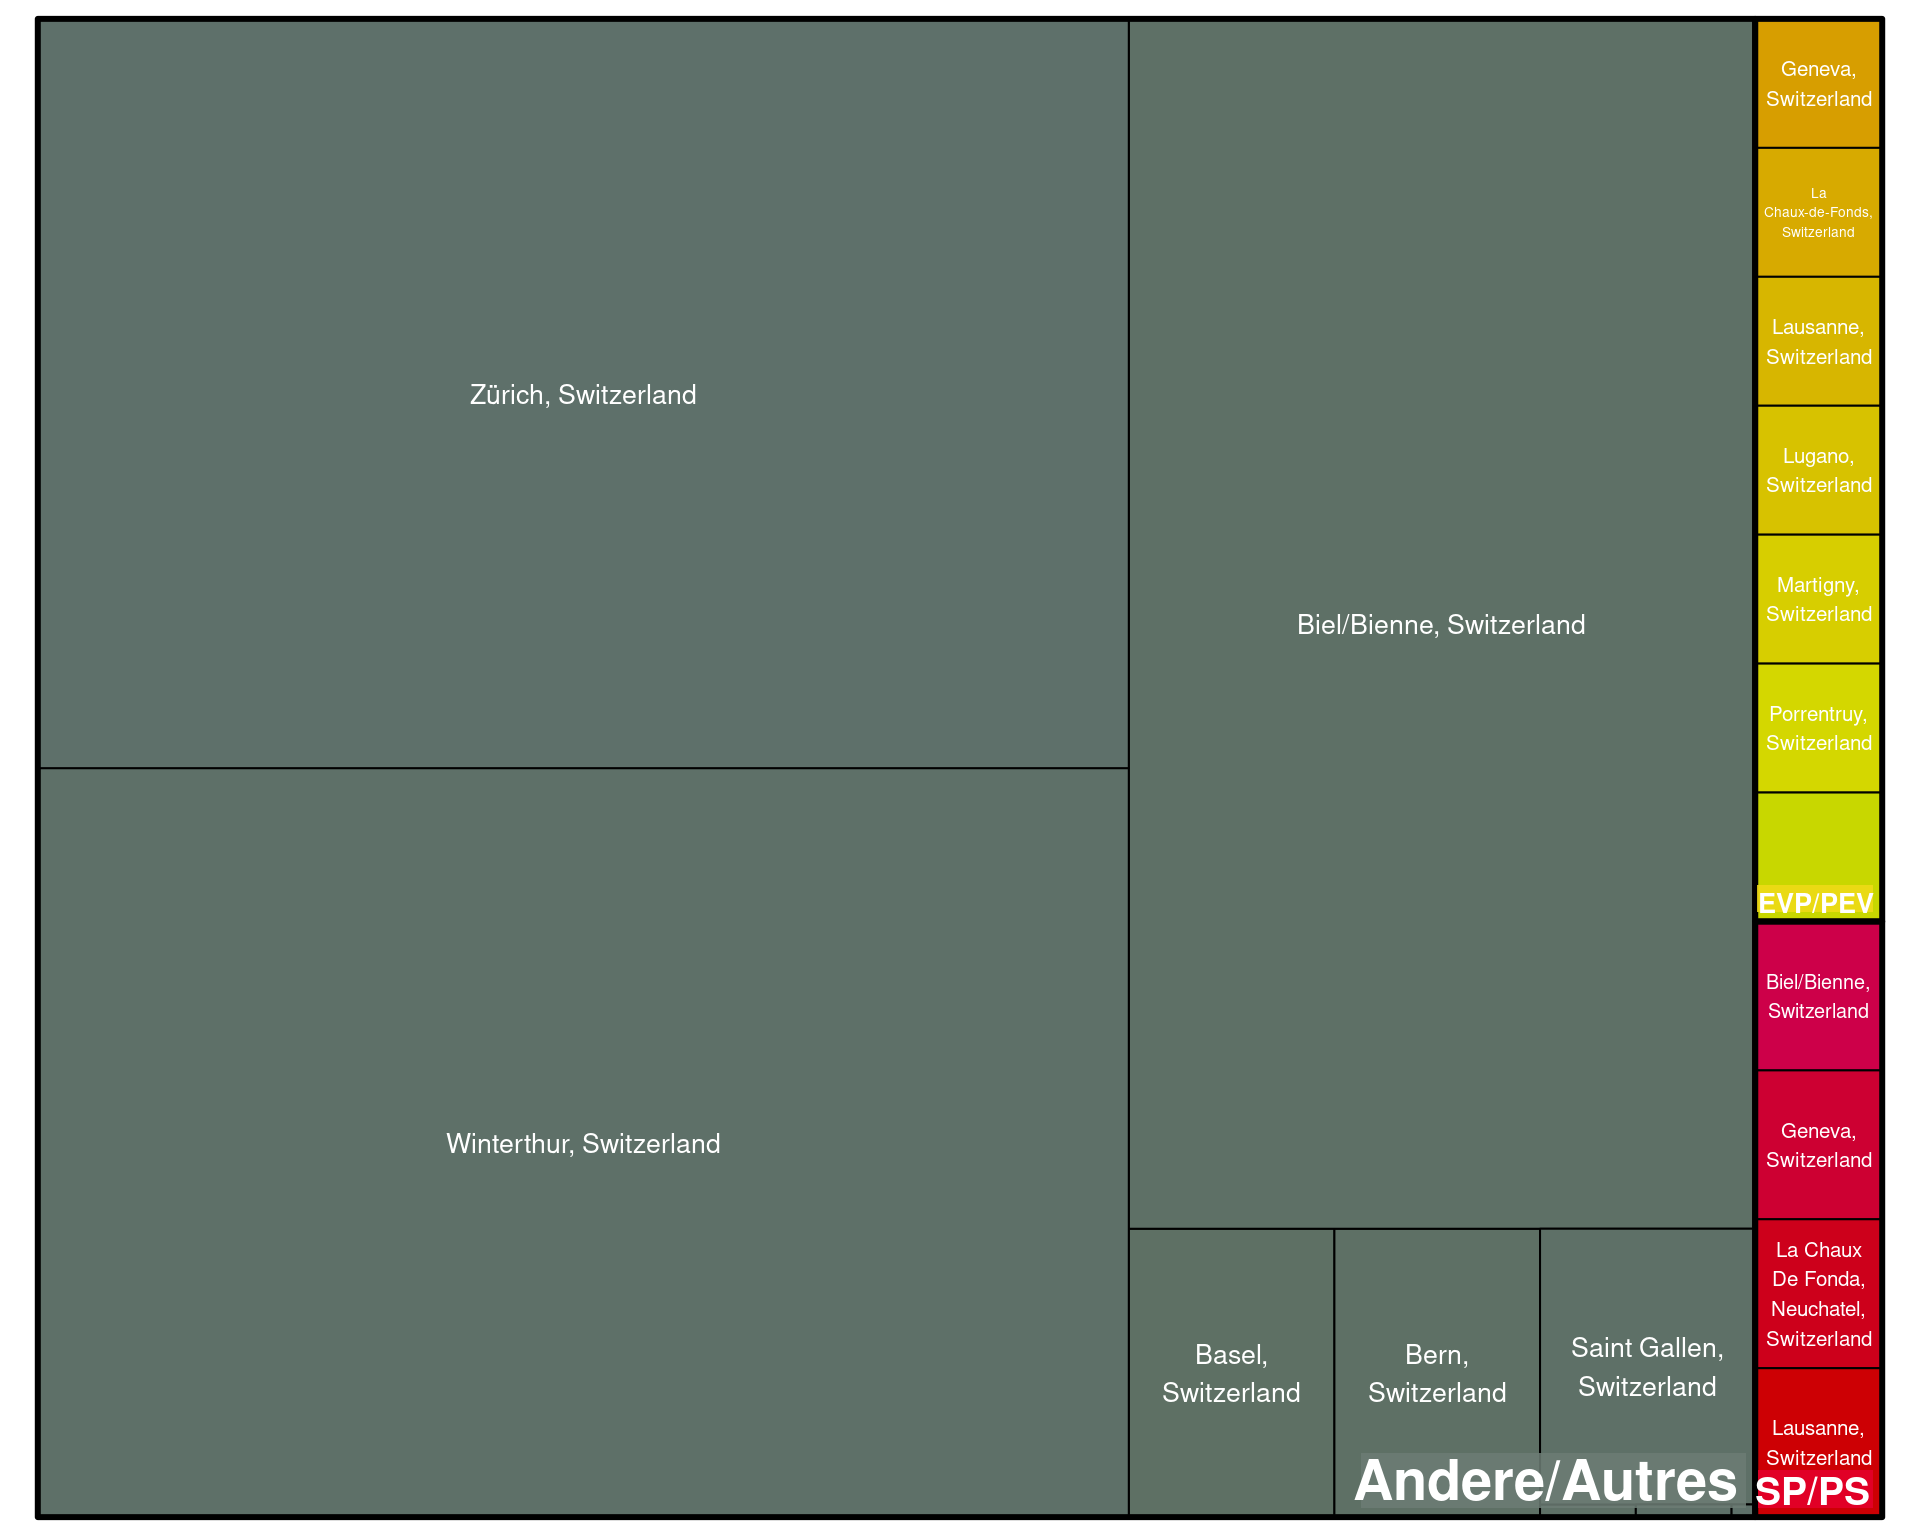 Zürich, Switzerland
Winterthur, Switzerland
Biel/Bienne, Switzerland
Basel,
Switzerland
Bern,
Switzerland
Saint Gallen,
Switzerland
Andere/Autres
Geneva,
Switzerland
La
Chaux-de-Fonds,
Switzerland
Lausanne,
Switzerland
Lugano,
Switzerland
Martigny,
Switzerland
Porrentruy,
Switzerland
EVP/PEV
Biel/Bienne,
Switzerland
Geneva,
Switzerland
La Chaux
De Fonda,
Neuchatel,
Switzerland
Lausanne,
Switzerland
SP/PS